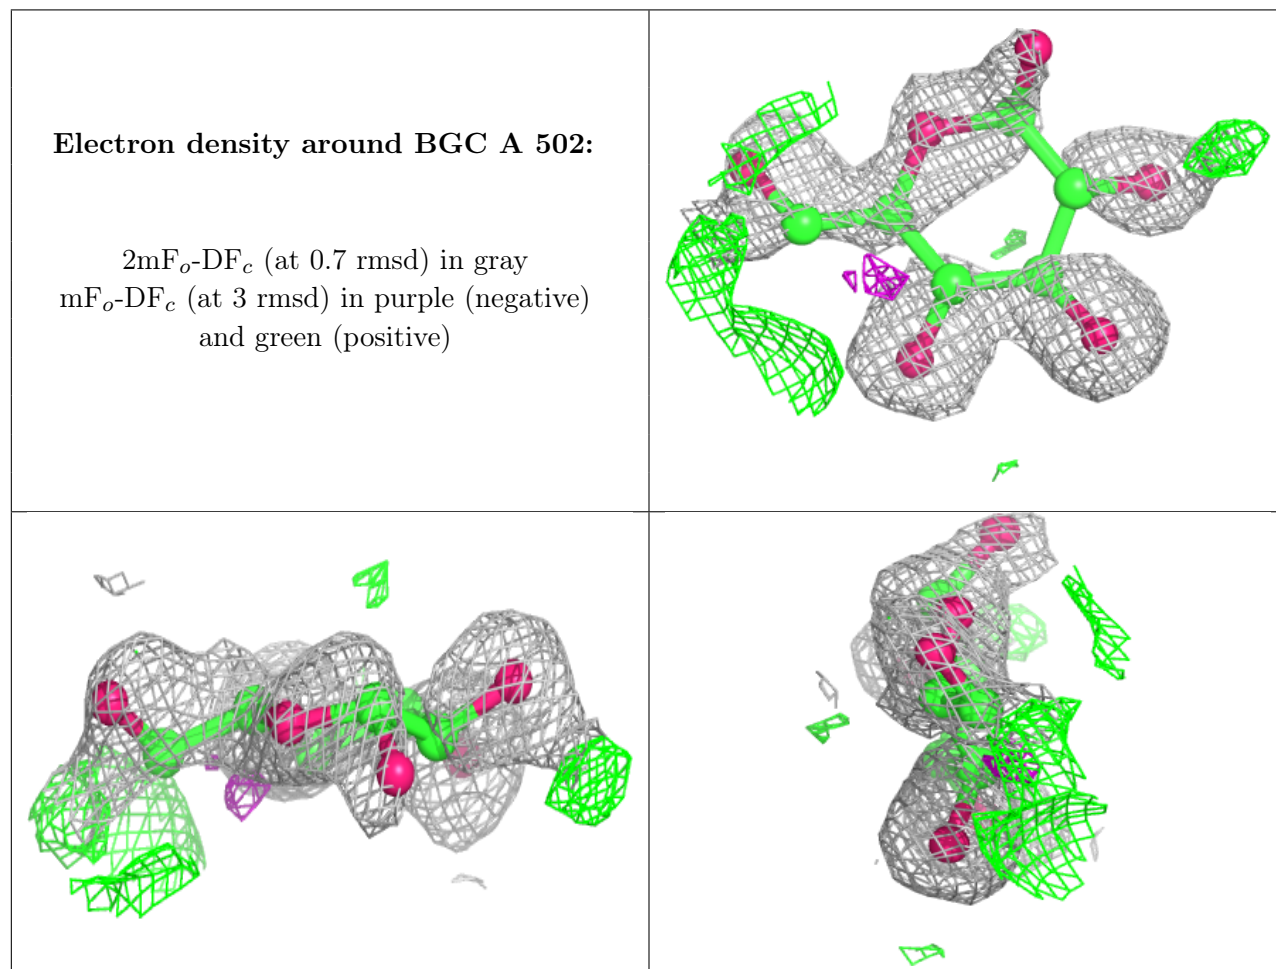 Electron density around BGC A 502:
2mFo-DFc (at 0.7 rmsd) in gray
mFo-DFc (at 3 rmsd) in purple (negative)
and green (positive)